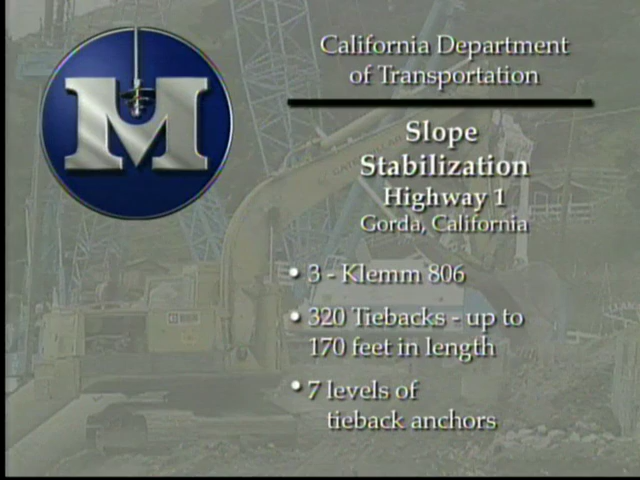 M
California Department
of Transportation
Slope
Stabilization
Highway 1
Gorda, California
• 3 - Klemm 806
• 320 Tiebacks - up to
170 feet in length
• 7 levels of
tieback anchors